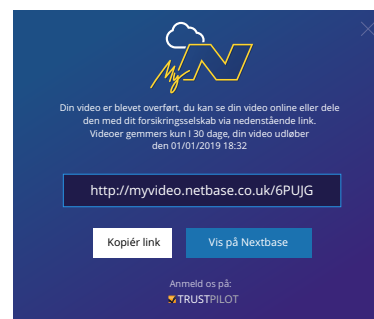 My N
Din video er blevet overført, du kan se din video online eller dele
den med dit forsikringsselskab via nedenstående link.
Videoer gemmers kun I 30 dage, din video udløber
den 01/01/2019 18:32
http://myvideo.netbase.co.uk/6PUJG
Kopiér link
Vis på Nextbase
Anmeld os på:
TRUSTPILOT